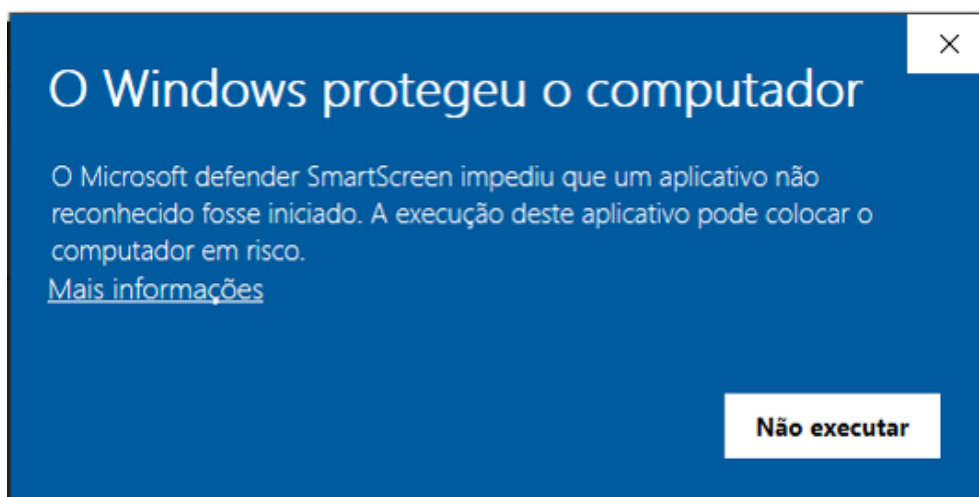 O Windows protegeu o computador
O Microsoft defender SmartScreen impediu que um aplicativo não
reconhecido fosse iniciado. A execução deste aplicativo pode colocar o
computador em risco.
Mais informações
Não executar